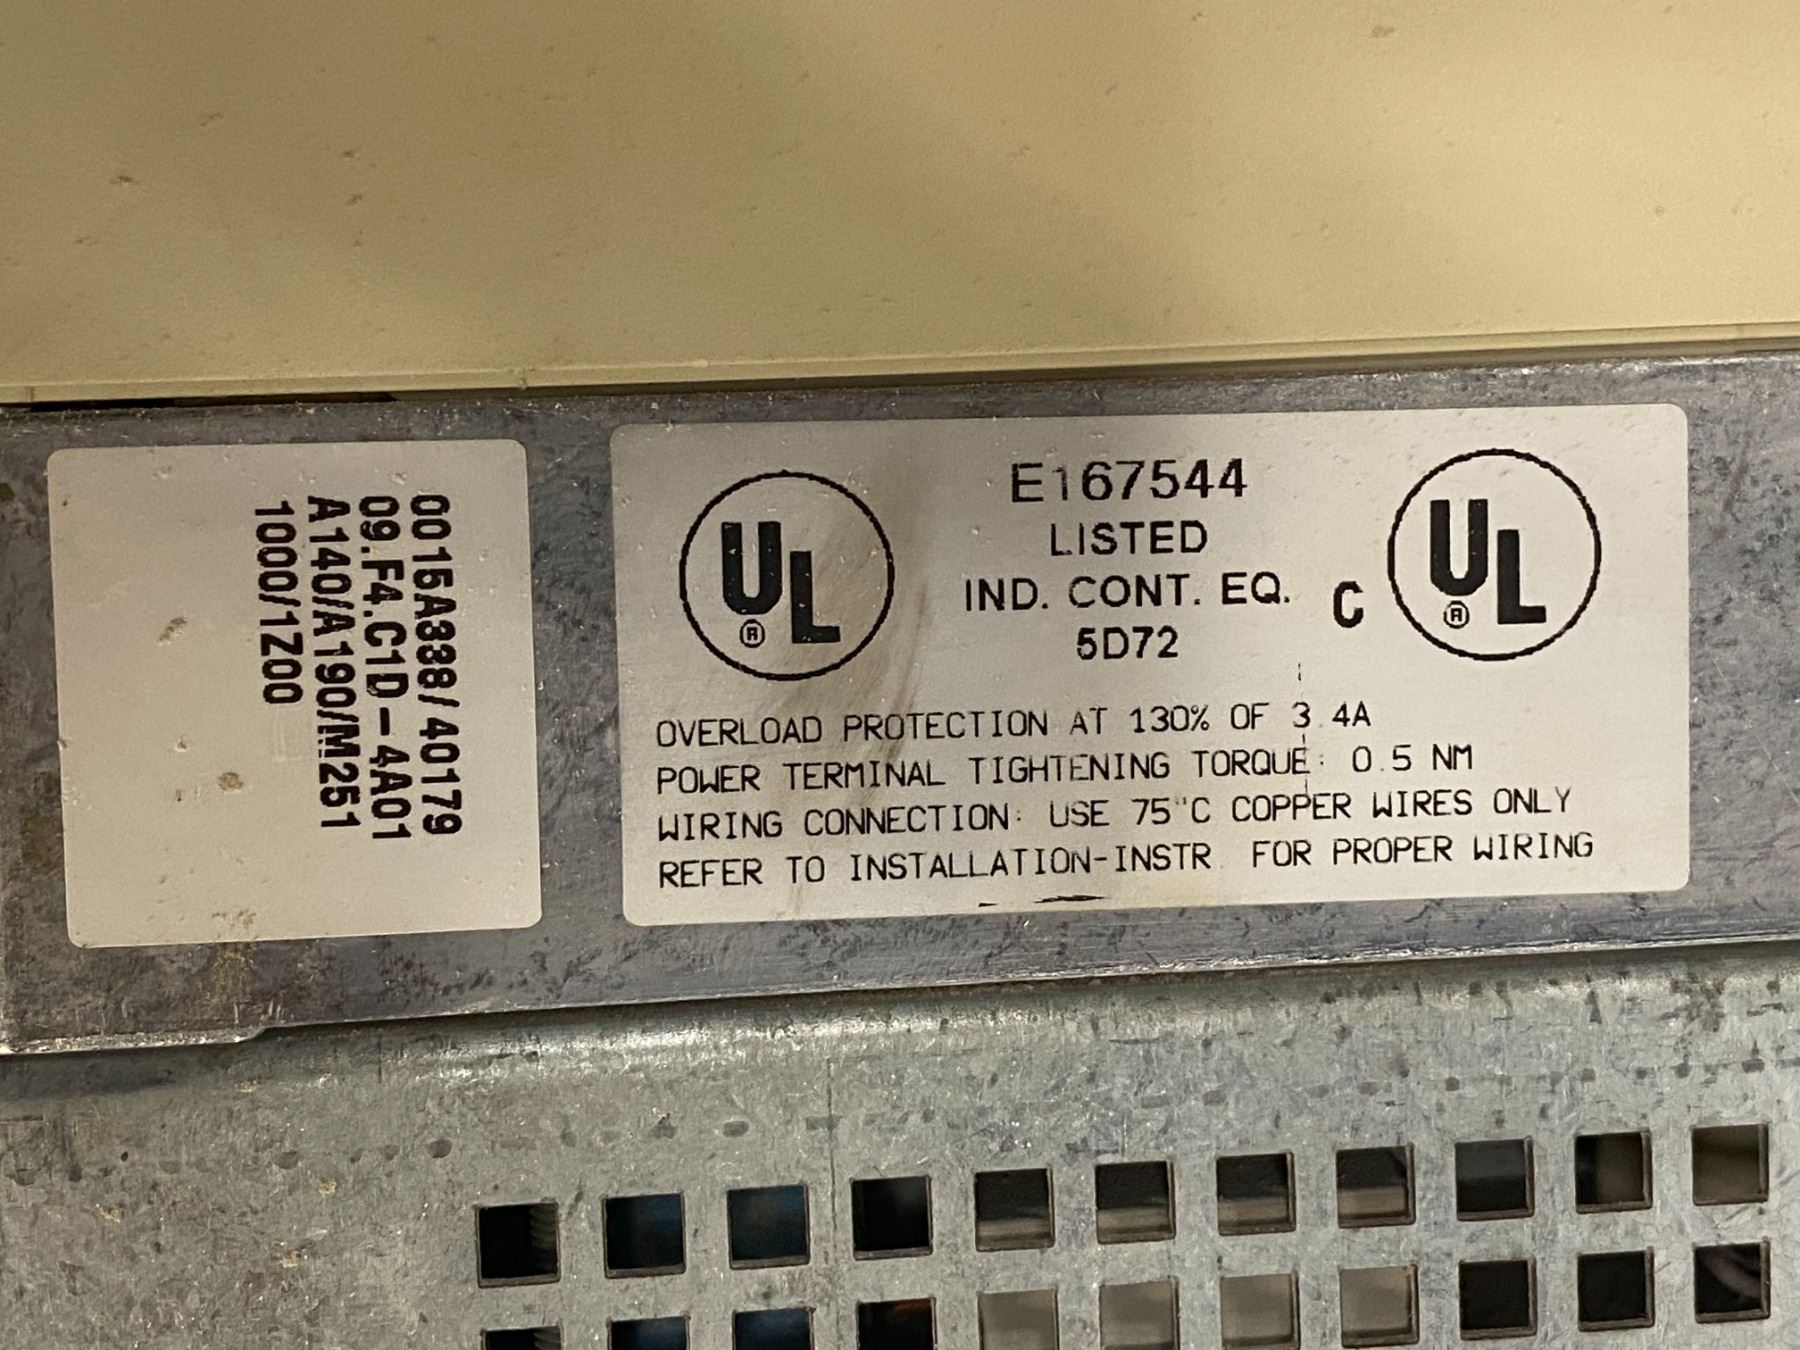 0015A338/40179
09.F4.C1D-4A01
A140/A190/M2551
1000/1Z00
UL
®
E167544
LISTED
IND. CONT. EQ.
5D72
C UL
®
OVERLOAD PROTECTION AT 130% OF 3.4A
POWER TERMINAL TIGHTENING TORQUE: 0.5 NM
WIRING CONNECTION: USE 75°C COPPER WIRES ONLY
REFER TO INSTALLATION-INSTR. FOR PROPER WIRING